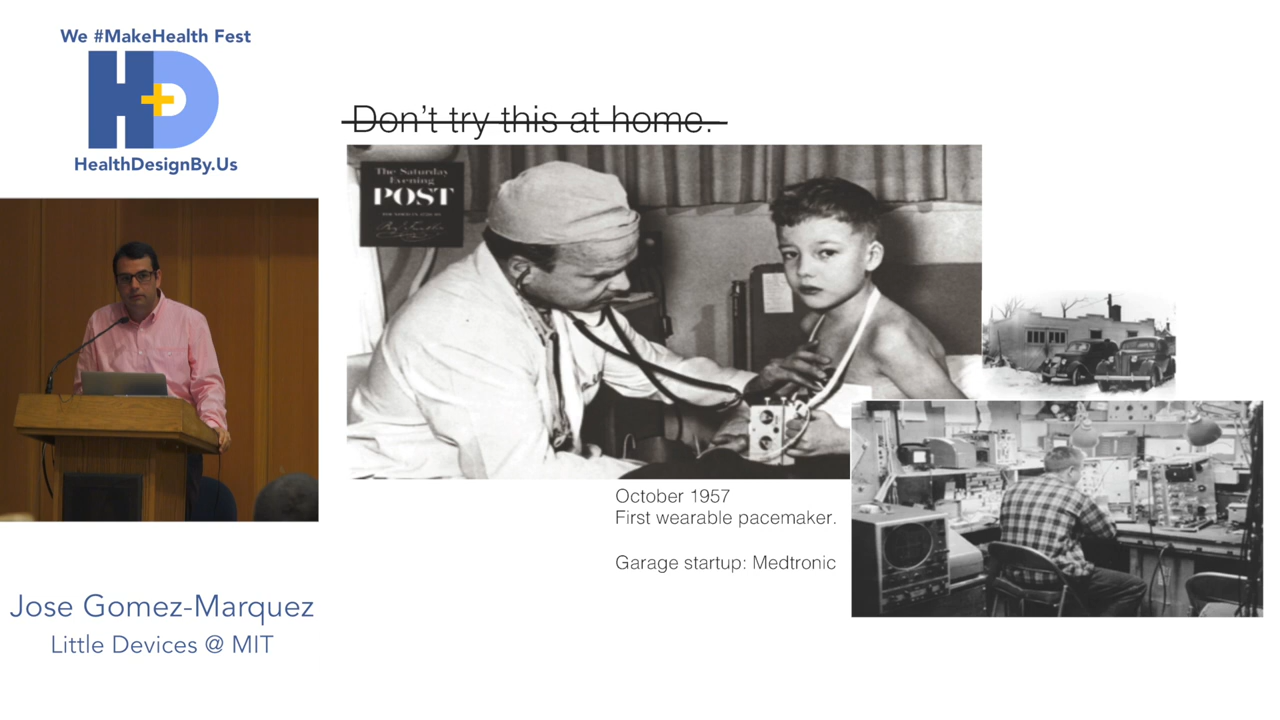 We #MakeHealth Fest
HD
HealthDesignBy.Us
Don't try this at home.
The Saturday
Evening
POST
October 1957
First wearable pacemaker.
Garage startup: Medtronic
Jose Gomez-Marquez
Little Devices @ MIT